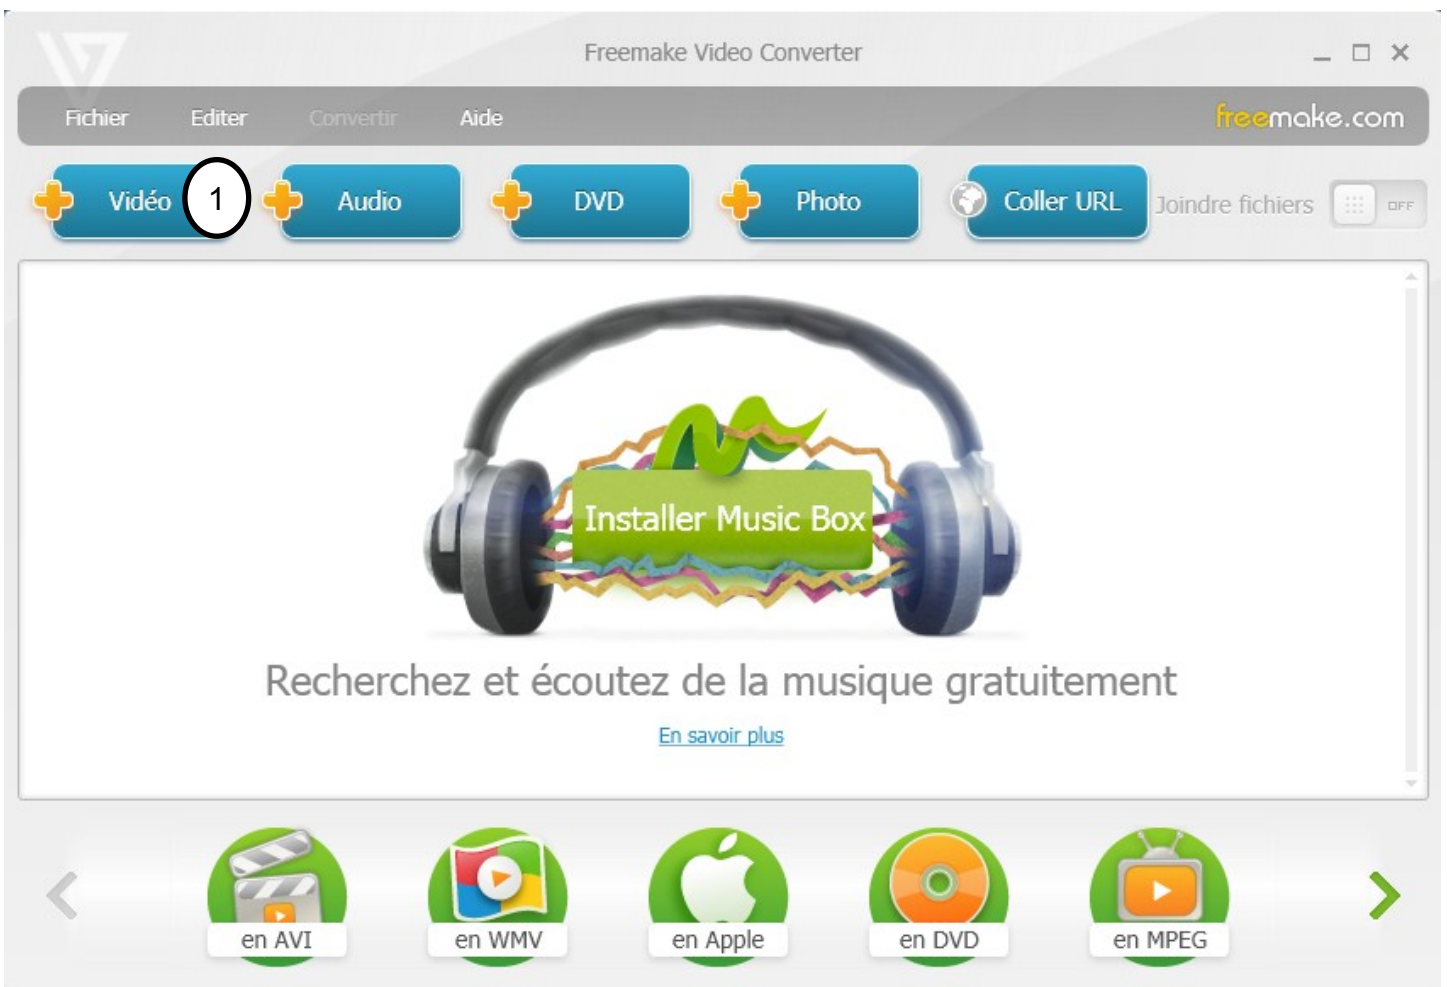 Freemake Video Converter
Fichier Editer Convertir Aide freemake.com
Vidéo 1 Audio DVD Photo Coller URL Joindre fichiers OFF
Installer Music Box
Recherchez et écoutez de la musique gratuitement
En savoir plus
en AVI en WMV en Apple en DVD en MPEG